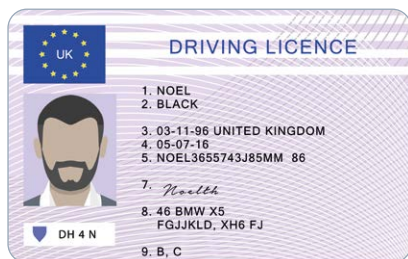 UK
DRIVING LICENCE
1. NOEL
2. BLACK
3. 03-11-96 UNITED KINGDOM
4. 05-07-16
5. NOEL3655743J85MM 86
7. Noelth
8. 46 BMW X5
FGJJKLD, XH6 FJ
DH 4 N
9. B, C